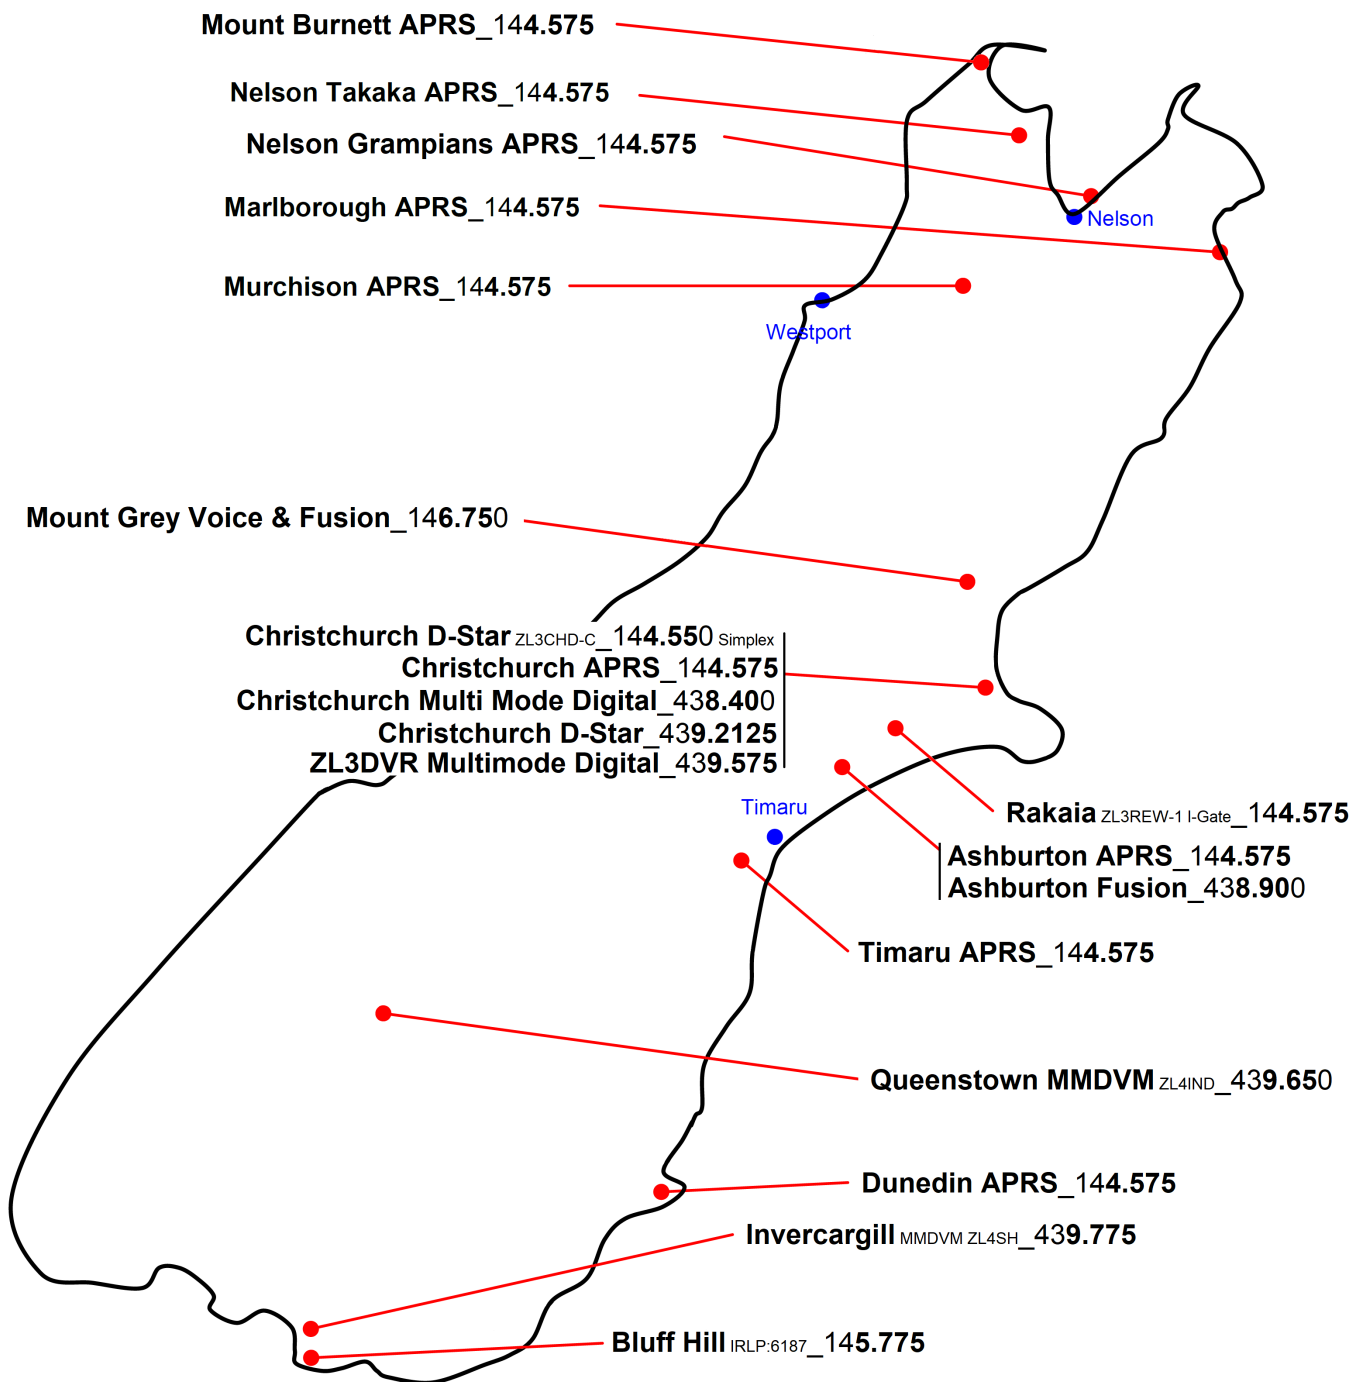 Mount Burnett APRS_144.575
Nelson Takaka APRS_144.575
Nelson Grampians APRS_144.575
Marlborough APRS_144.575
Nelson
Murchison APRS_144.575
Westport
Mount Grey Voice & Fusion_146.750
Christchurch D-Star ZL3CHD-C_144.550 Simplex
Christchurch APRS_144.575
Christchurch Multi Mode Digital_438.400
Christchurch D-Star_439.2125
ZL3DVR Multimode Digital_439.575
Timaru
Rakaia ZL3REW-1 I-Gate_144.575
Ashburton APRS_144.575
Ashburton Fusion_438.900
Timaru APRS_144.575
Queenstown MMDVM ZL4IND_439.650
Dunedin APRS_144.575
Invercargill MMDVM ZL4SH_439.775
Bluff Hill IRLP:6187_145.775